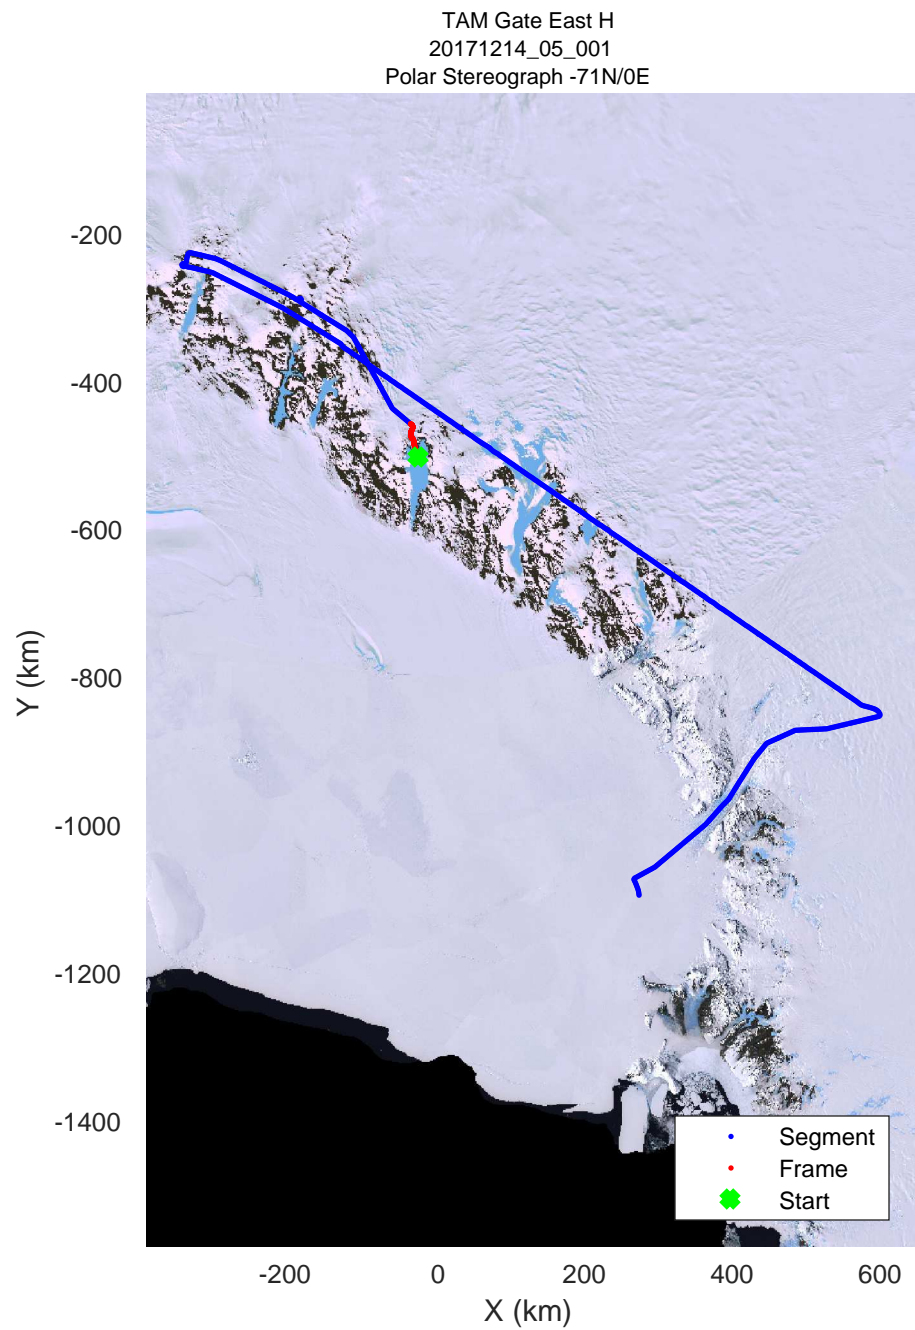 TAM Gate East H
20171214_05_001
Polar Stereograph -71N/0E
Y (km)
-200
-400
-600
-800
-1000
-1200
-1400
Segment
Frame
Start
-200
0
200
400
600
X (km)